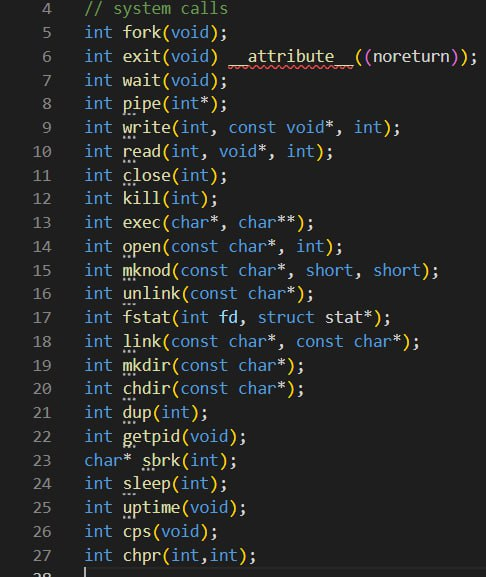 4 // system calls
5 int fork(void);
6 int exit(void) __attribute__((noreturn));
7 int wait(void);
8 int pipe(int*);
9 int write(int, const void*, int);
10 int read(int, void*, int);
11 int close(int);
12 int kill(int);
13 int exec(char*, char**);
14 int open(const char*, int);
15 int mknod(const char*, short, short);
16 int unlink(const char*);
17 int fstat(int fd, struct stat*);
18 int link(const char*, const char*);
19 int mkdir(const char*);
20 int chdir(const char*);
21 int dup(int);
22 int getpid(void);
23 char* sbrk(int);
24 int sleep(int);
25 int uptime(void);
26 int cps(void);
27 int chpr(int,int);
28